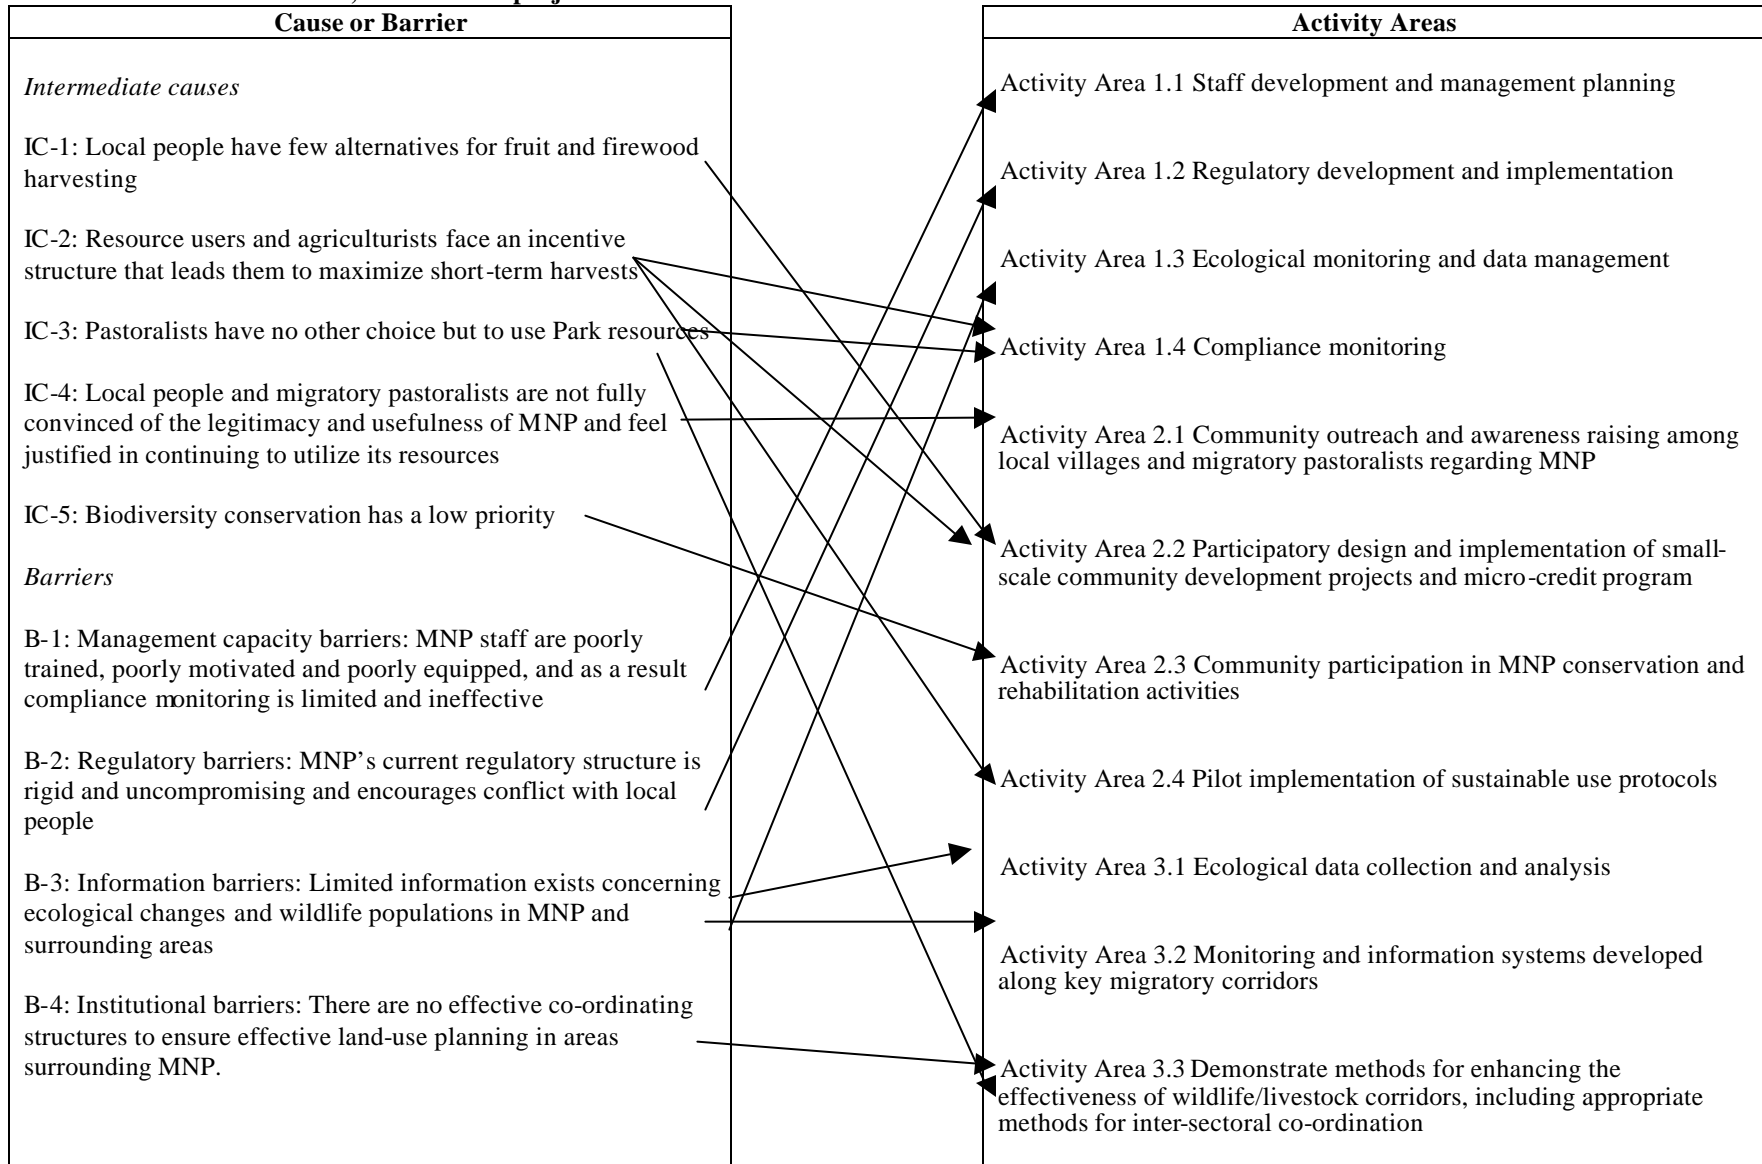 Cause or Barrier
Intermediate causes
IC-1: Local people have few alternatives for fruit and firewood
harvesting
IC-2: Resource users and agriculturists face an incentive
structure that leads them to maximize short-term harvests
IC-3: Pastoralists have no other choice but to use Park resources
IC-4: Local people and migratory pastoralists are not fully
convinced of the legitimacy and usefulness of MNP and feel
justified in continuing to utilize its resources
IC-5: Biodiversity conservation has a low priority
Barriers
B-1: Management capacity barriers: MNP staff are poorly
trained, poorly motivated and poorly equipped, and as a result
compliance monitoring is limited and ineffective
B-2: Regulatory barriers: MNP’s current regulatory structure is
rigid and uncompromising and encourages conflict with local
people
B-3: Information barriers: Limited information exists concerning
ecological changes and wildlife populations in MNP and
surrounding areas
B-4: Institutional barriers: There are no effective co-ordinating
structures to ensure effective land-use planning in areas
surrounding MNP.
Activity Areas
Activity Area 1.1 Staff development and management planning
Activity Area 1.2 Regulatory development and implementation
Activity Area 1.3 Ecological monitoring and data management
Activity Area 1.4 Compliance monitoring
Activity Area 2.1 Community outreach and awareness raising among
local villages and migratory pastoralists regarding MNP
Activity Area 2.2 Participatory design and implementation of small-
scale community development projects and micro-credit program
Activity Area 2.3 Community participation in MNP conservation and
rehabilitation activities
Activity Area 2.4 Pilot implementation of sustainable use protocols
Activity Area 3.1 Ecological data collection and analysis
Activity Area 3.2 Monitoring and information systems developed
along key migratory corridors
Activity Area 3.3 Demonstrate methods for enhancing the
effectiveness of wildlife/livestock corridors, including appropriate
methods for inter-sectoral co-ordination